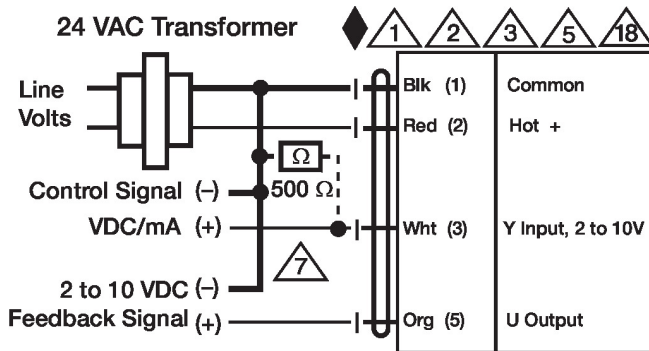 24 VAC Transformer
1 2 3 5 18
Line Volts
Blk (1) Common
Red (2) Hot +
Ω
500 Ω
Control Signal (-)
VDC/mA (+)
Wht (3) Y Input, 2 to 10V
7
2 to 10 VDC (-)
Feedback Signal (+)
Org (5) U Output